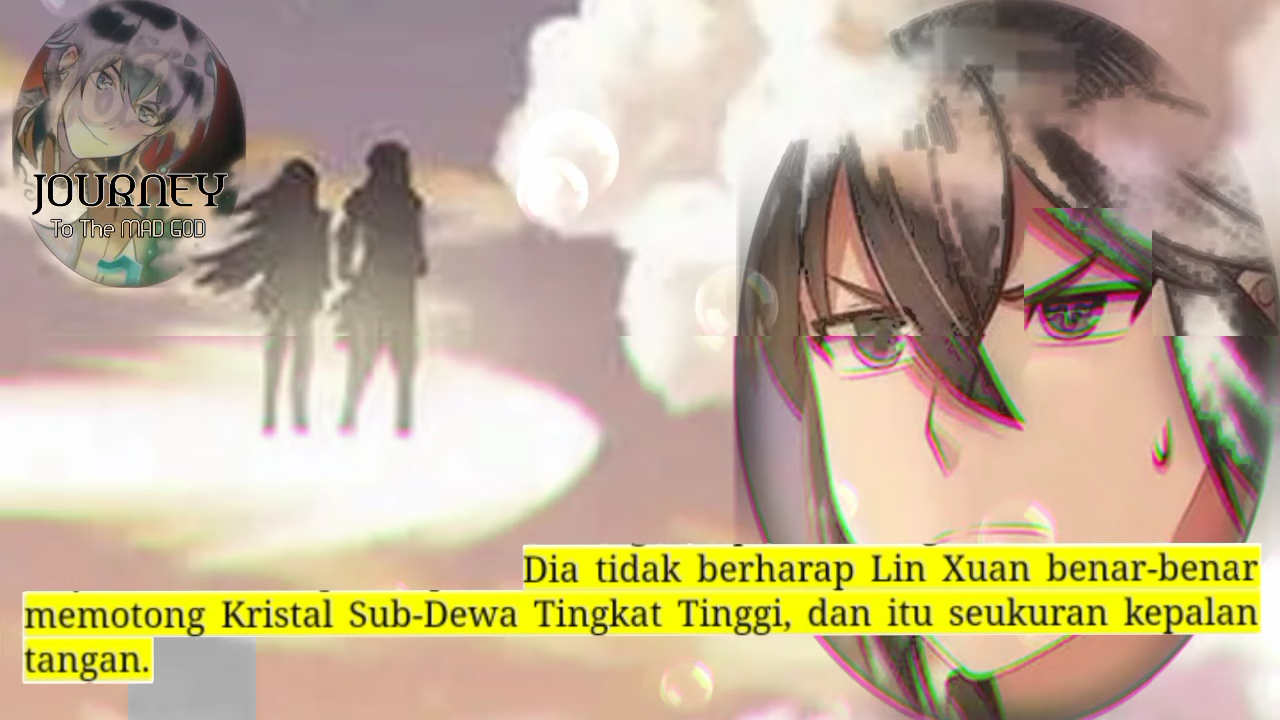 JOURNEY
To The MAD GOD
Dia tidak berharap Lin Xuan benar-benar
memotong Kristal Sub-Dewa Tingkat Tinggi, dan itu seukuran kepalan
tangan.